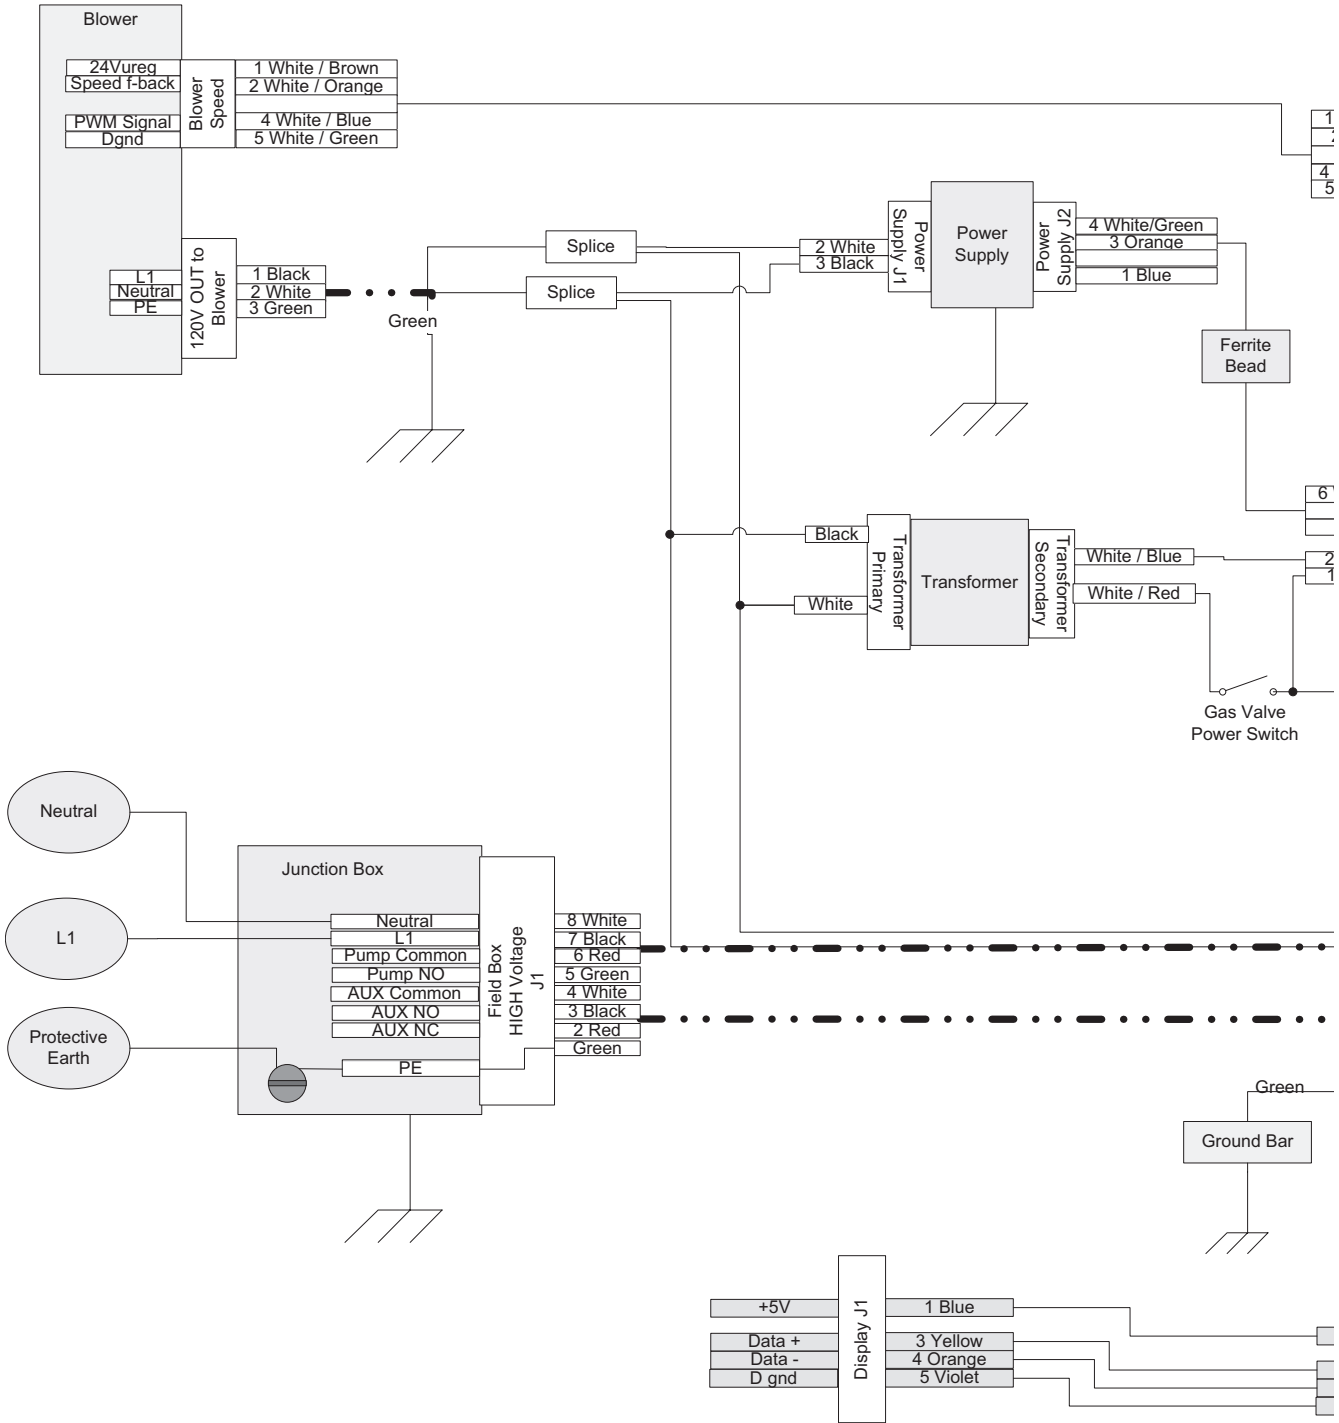 Blower
24Vureg
Speed f-back
PWM Signal
Dgnd
Blower
Speed
1 White / Brown
2 White / Orange
4 White / Blue
5 White / Green
1
2
4
5
L1
Neutral
PE
120V OUT to
Blower
1 Black
2 White
3 Green
Green
Splice
Splice
2 White
3 Black
Power
Supply J1
Power
Supply
Power
Supply J2
4 White/Green
3 Orange
1 Blue
Ferrite
Bead
6
Black
White
Transformer
Primary
Transformer
Transformer
Secondary
White / Blue
White / Red
2
1
Gas Valve
Power Switch
Neutral
L1
Protective
Earth
Junction Box
Neutral
L1
Pump Common
Pump NO
AUX Common
AUX NO
AUX NC
PE
Field Box
HIGH Voltage
J1
8 White
7 Black
6 Red
5 Green
4 White
3 Black
2 Red
Green
Green
Ground Bar
+5V
Data +
Data -
D gnd
Display J1
1 Blue
3 Yellow
4 Orange
5 Violet